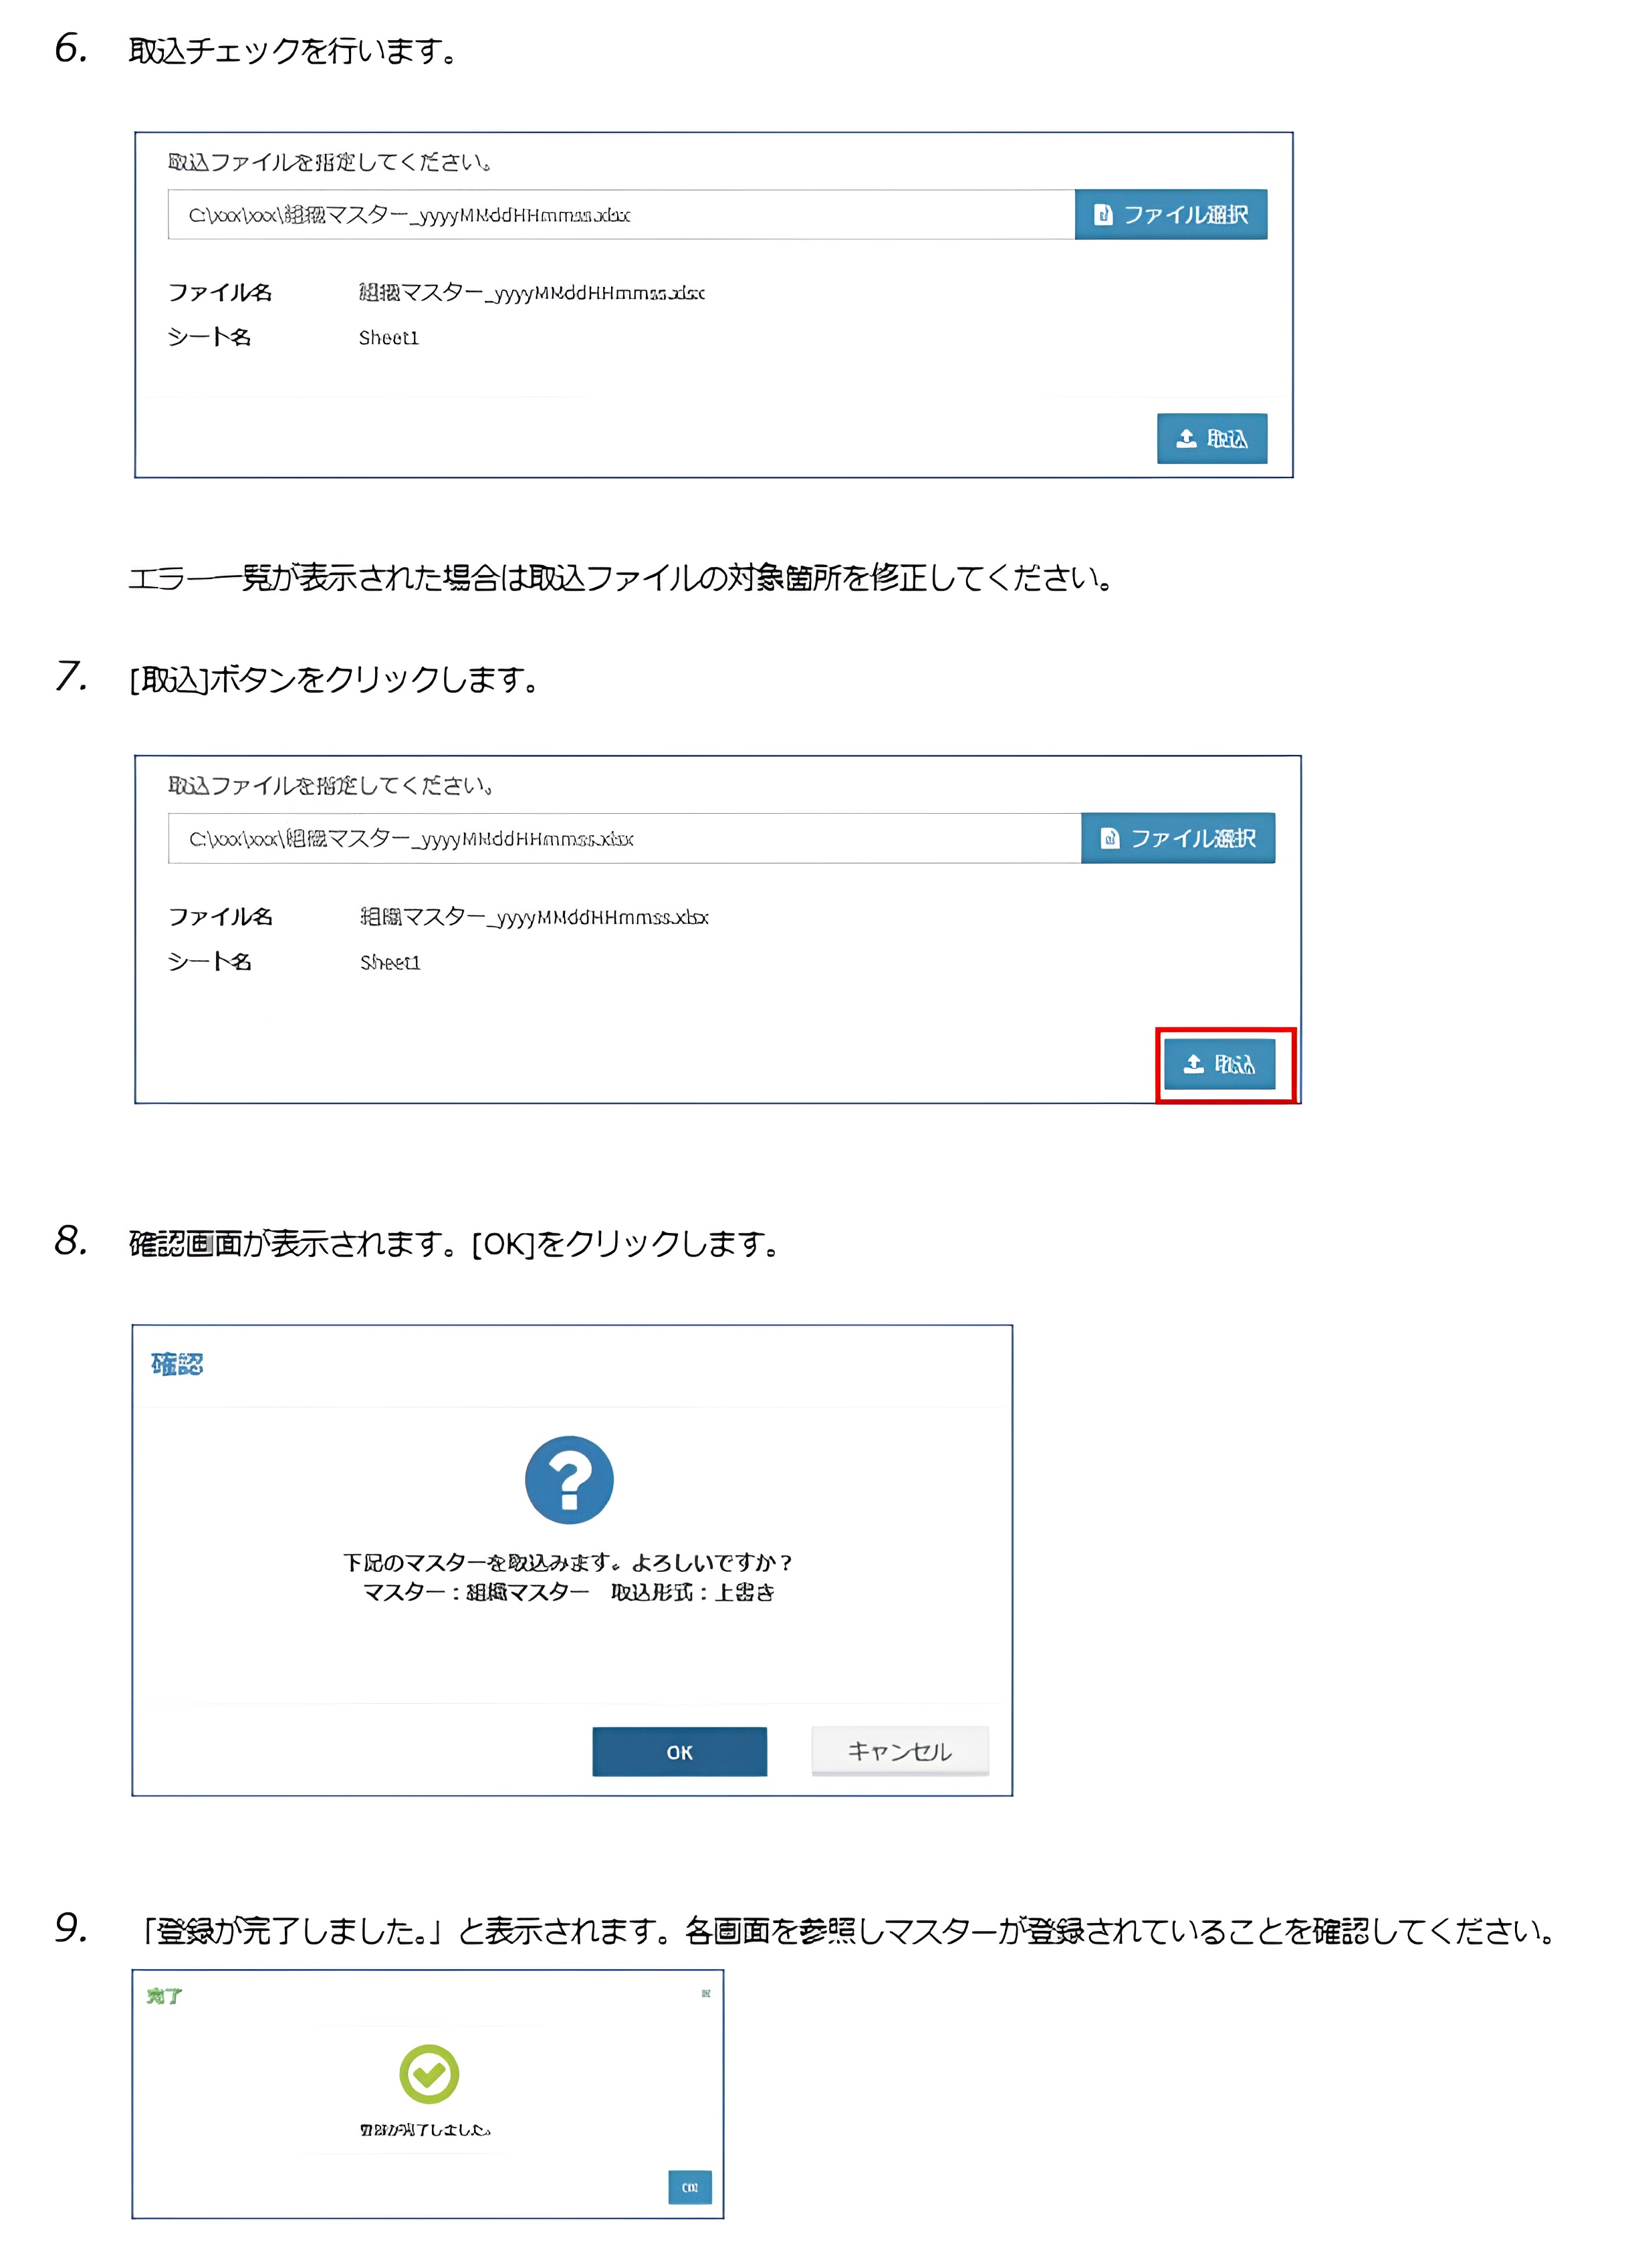 6. 取込チェックを行います。
取込ファイルを指定してください。
C:\xxx\xxx\組織マスター_yyyyMMddHHmmss.xlsx
ファイル選択
ファイル名 組織マスター_yyyyMMddHHmmss.xlsx
シート名 Sheet1
取込
エラー一覧が表示された場合は取込ファイルの対象箇所を修正してください。
7. [取込]ボタンをクリックします。
取込ファイルを指定してください。
C:\xxx\xxx\組織マスター_yyyyMMddHHmmss.xlsx
ファイル選択
ファイル名 組織マスター_yyyyMMddHHmmss.xlsx
シート名 Sheet1
取込
8. 確認画面が表示されます。[OK]をクリックします。
確認
下記のマスターを取込みます。よろしいですか？
マスター：組織マスター 取込形式：上書き
OK
キャンセル
9. 「登録が完了しました。」と表示されます。各画面を参照しマスターが登録されていることを確認してください。
完了
登録が完了しました。